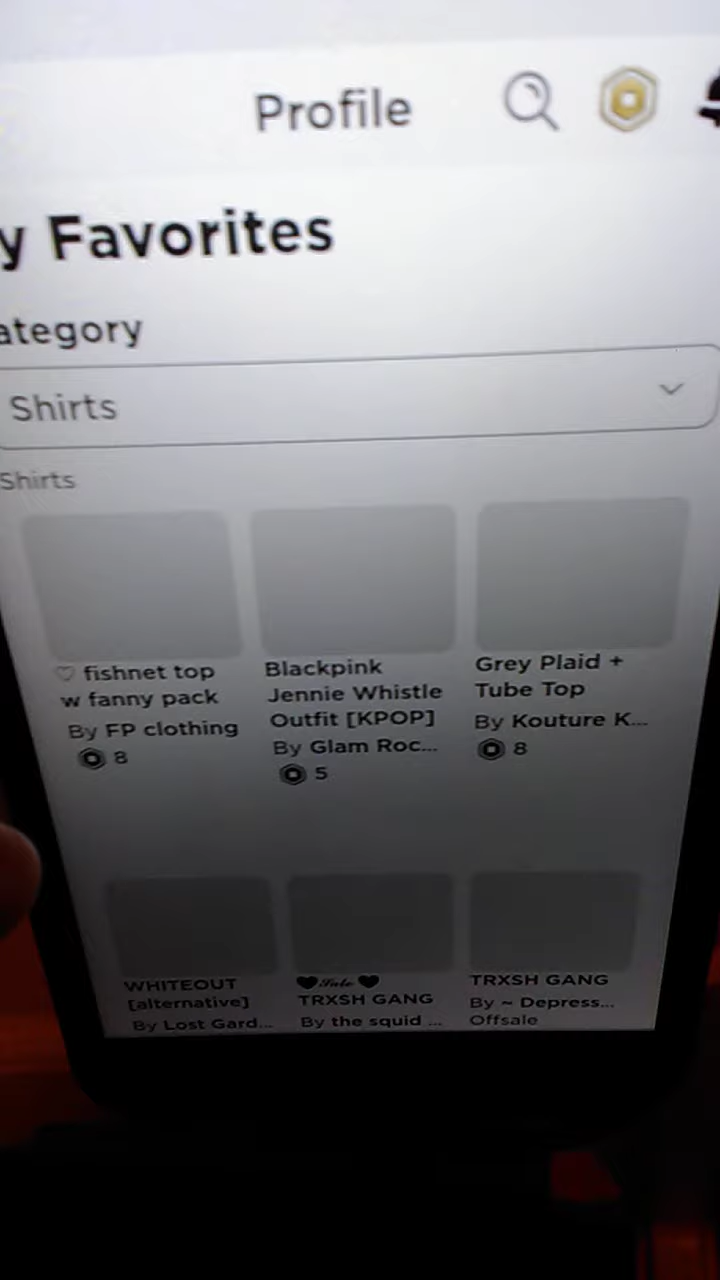 Profile
y Favorites
ategory
Shirts
Shirts
♡ fishnet top
w fanny pack
By FP clothing
8
Blackpink
Jennie Whistle
Outfit [KPOP]
By Glam Roc...
5
Grey Plaid +
Tube Top
By Kouture K...
8
WHITEOUT
[alternative]
By Lost Gard...
🖤 𝓢𝓪𝓵𝓮 🖤
TRXSH GANG
By the squid ...
TRXSH GANG
By ~ Depress...
Offsale